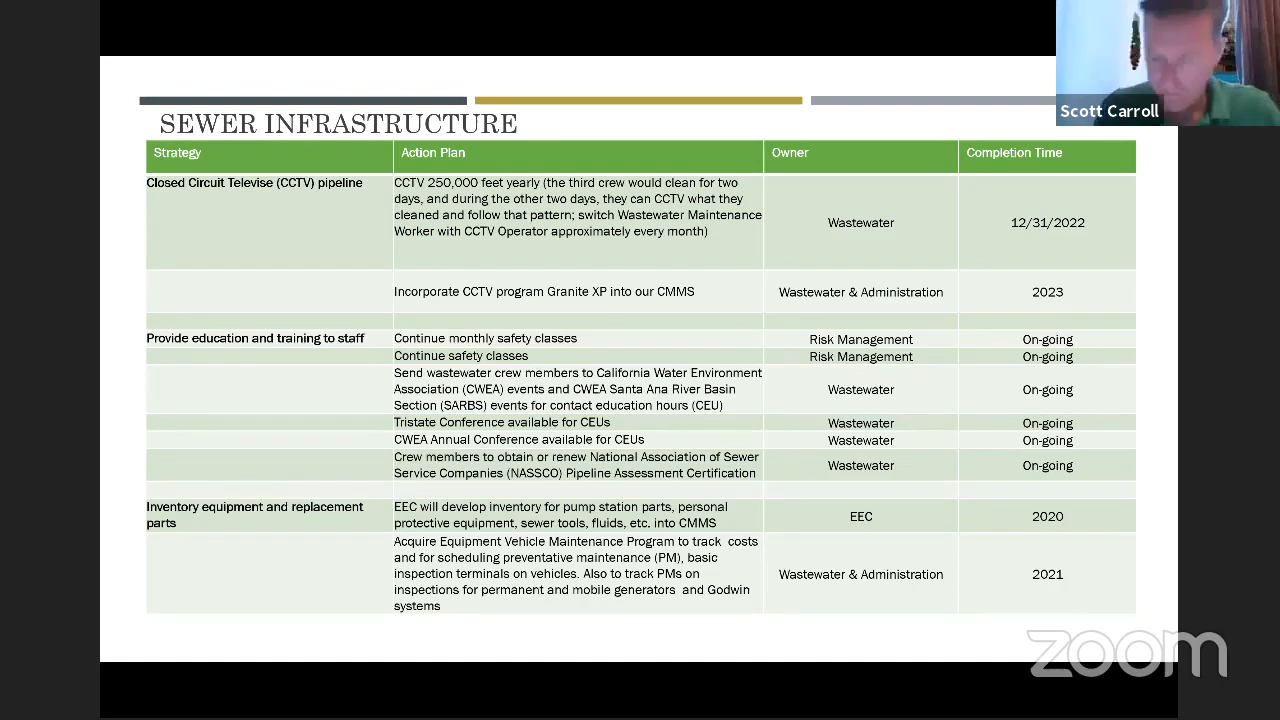 Scott Carroll
SEWER INFRASTRUCTURE
Strategy
Action Plan
Owner
Completion Time
Closed Circuit Televise (CCTV) pipeline
CCTV 250,000 feet yearly (the third crew would clean for two
days, and during the other two days, they can CCTV what they
cleaned and follow that pattern; switch Wastewater Maintenance
Worker with CCTV Operator approximately every month)
Wastewater
12/31/2022
Incorporate CCTV program Granite XP into our CMMS
Wastewater & Administration
2023
Provide education and training to staff
Continue monthly safety classes
Risk Management
On-going
Continue safety classes
Risk Management
On-going
Send wastewater crew members to California Water Environment
Association (CWEA) events and CWEA Santa Ana River Basin
Section (SARBS) events for contact education hours (CEU)
Wastewater
On-going
Tristate Conference available for CEUs
Wastewater
On-going
CWEA Annual Conference available for CEUs
Wastewater
On-going
Crew members to obtain or renew National Association of Sewer
Service Companies (NASSCO) Pipeline Assessment Certification
Wastewater
On-going
Inventory equipment and replacement
parts
EEC will develop inventory for pump station parts, personal
protective equipment, sewer tools, fluids, etc. into CMMS
EEC
2020
Acquire Equipment Vehicle Maintenance Program to track costs
and for scheduling preventative maintenance (PM), basic
inspection terminals on vehicles. Also to track PMs on
inspections for permanent and mobile generators and Godwin
systems
Wastewater & Administration
2021
zoom